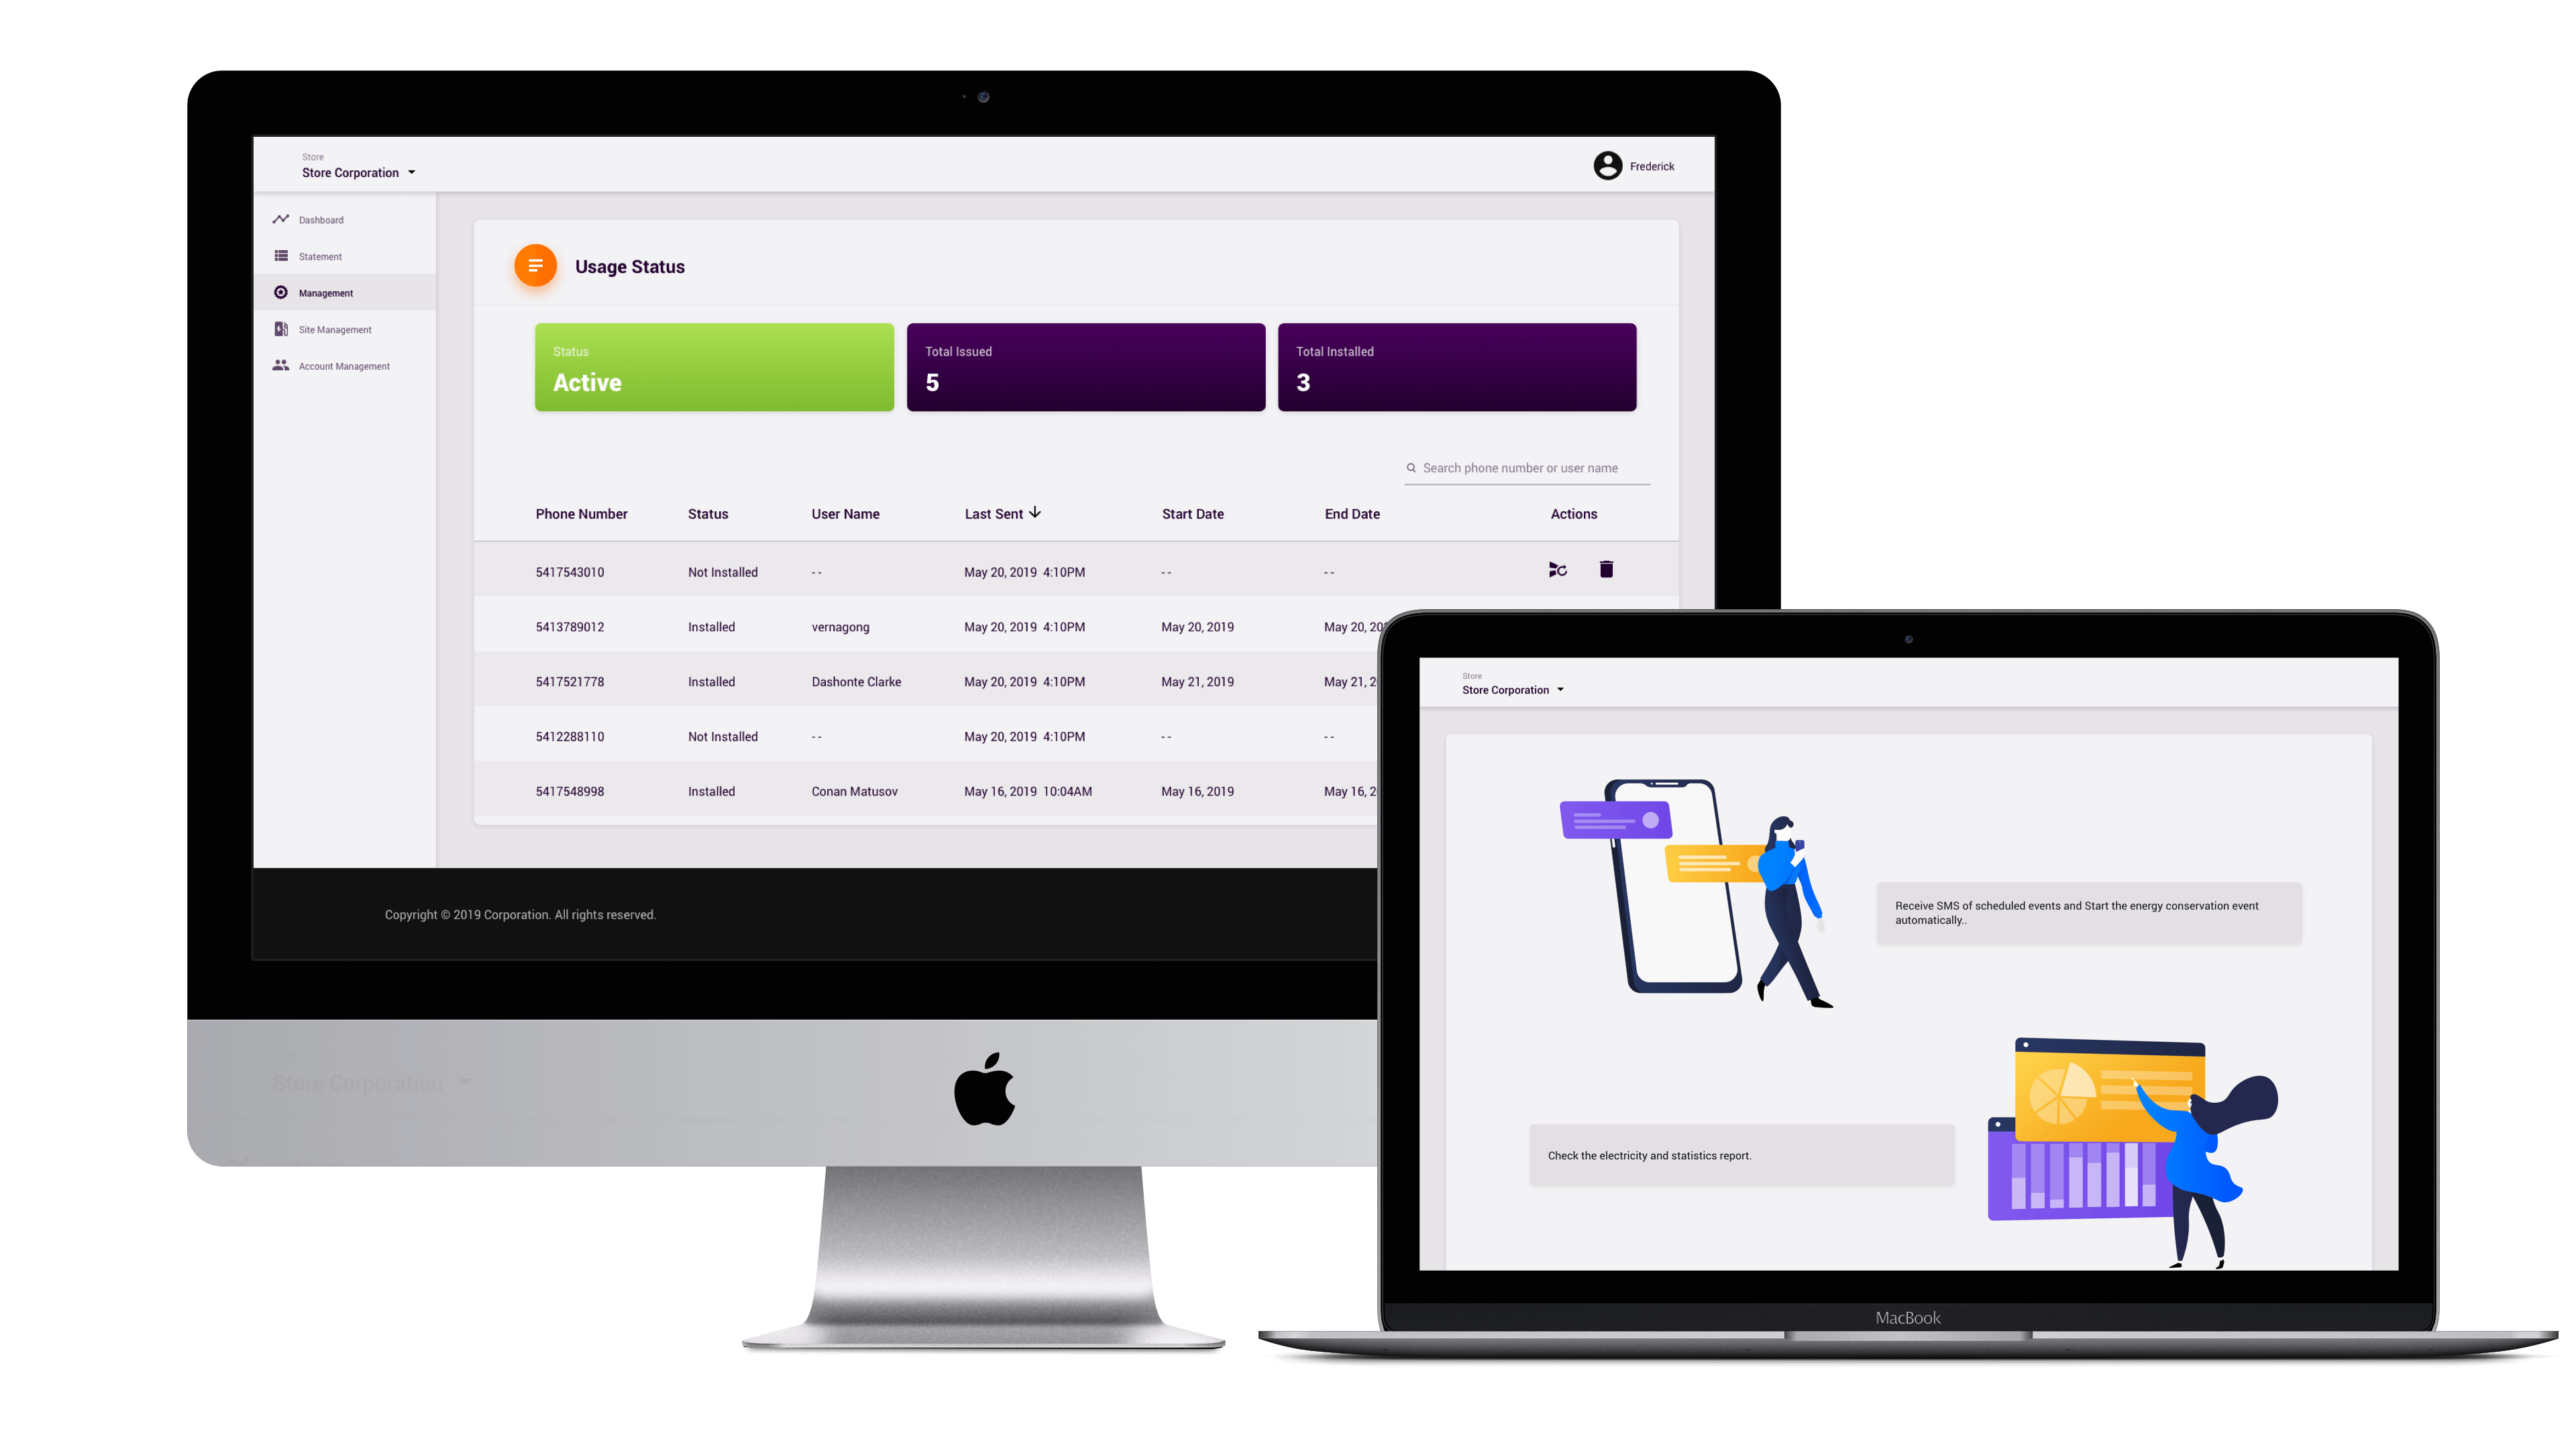 Store
Store Corporation
Frederick
Dashboard
Statement
Management
Site Management
Account Management
Usage Status
Status
Active
Total Issued
5
Total Installed
3
Search phone number or user name
Phone Number Status User Name Last Sent Start Date End Date Actions
5417543010 Not Installed -- May 20, 2019 4:10PM -- --
5413789012 Installed vernagong May 20, 2019 4:10PM May 20, 2019 May 20,
5417521778 Installed Dashonte Clarke May 20, 2019 4:10PM May 21, 2019 May 21,
5412288110 Not Installed -- May 20, 2019 4:10PM -- --
5417548998 Installed Conan Matusov May 16, 2019 10:04AM May 16, 2019 May 16,
Copyright © 2019 Corporation. All rights reserved.
Store Corporation
Store
Store Corporation
Receive SMS of scheduled events and Start the energy conservation event
automatically..
Check the electricity and statistics report.
MacBook